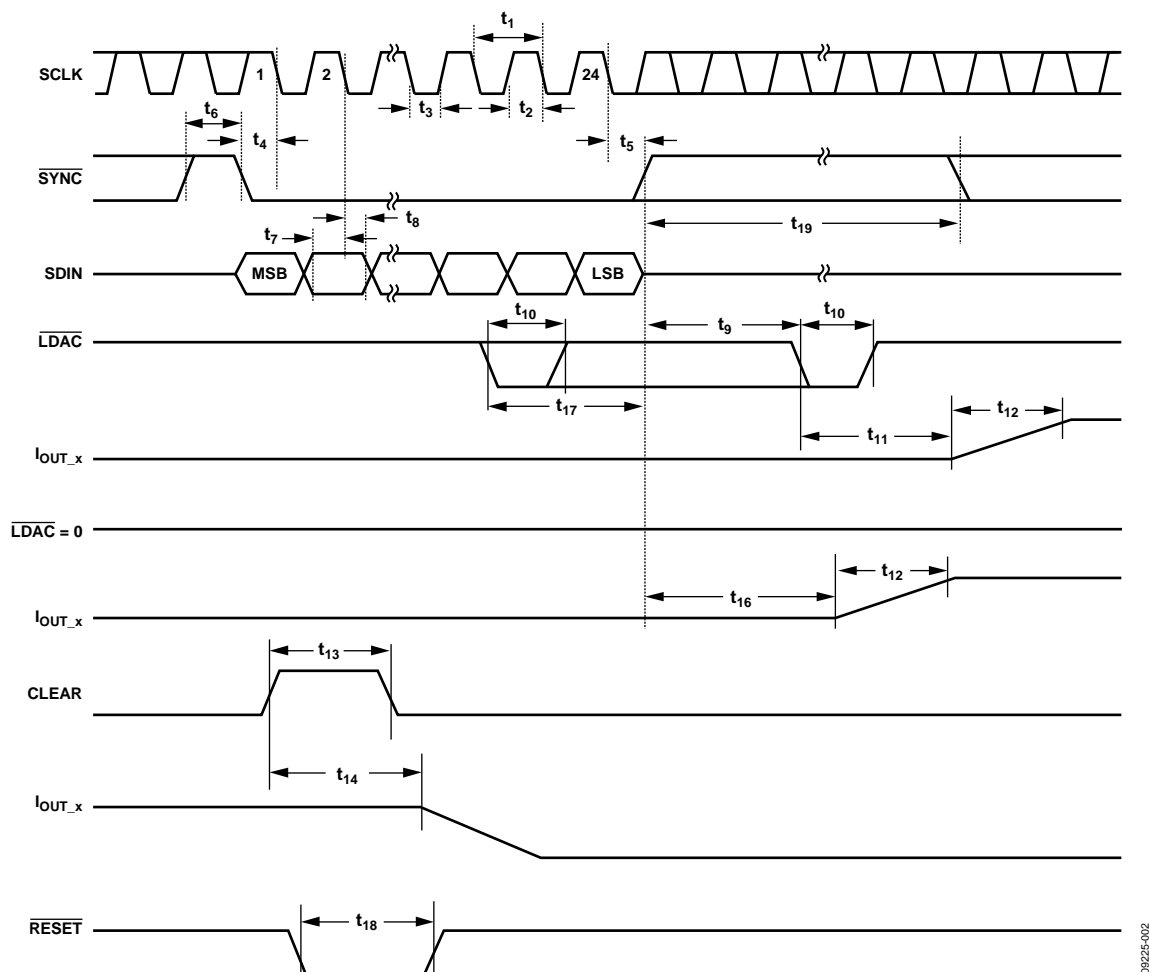 t1
SCLK
1
2
24
t6
t3
t2
t4
t5
SYNC
t19
t8
t7
SDIN
MSB
LSB
t10
t9
t10
LDAC
t17
t12
t11
IOUT_x
LDAC = 0
t12
t16
IOUT_x
t13
CLEAR
t14
IOUT_x
RESET
t18
09225-002